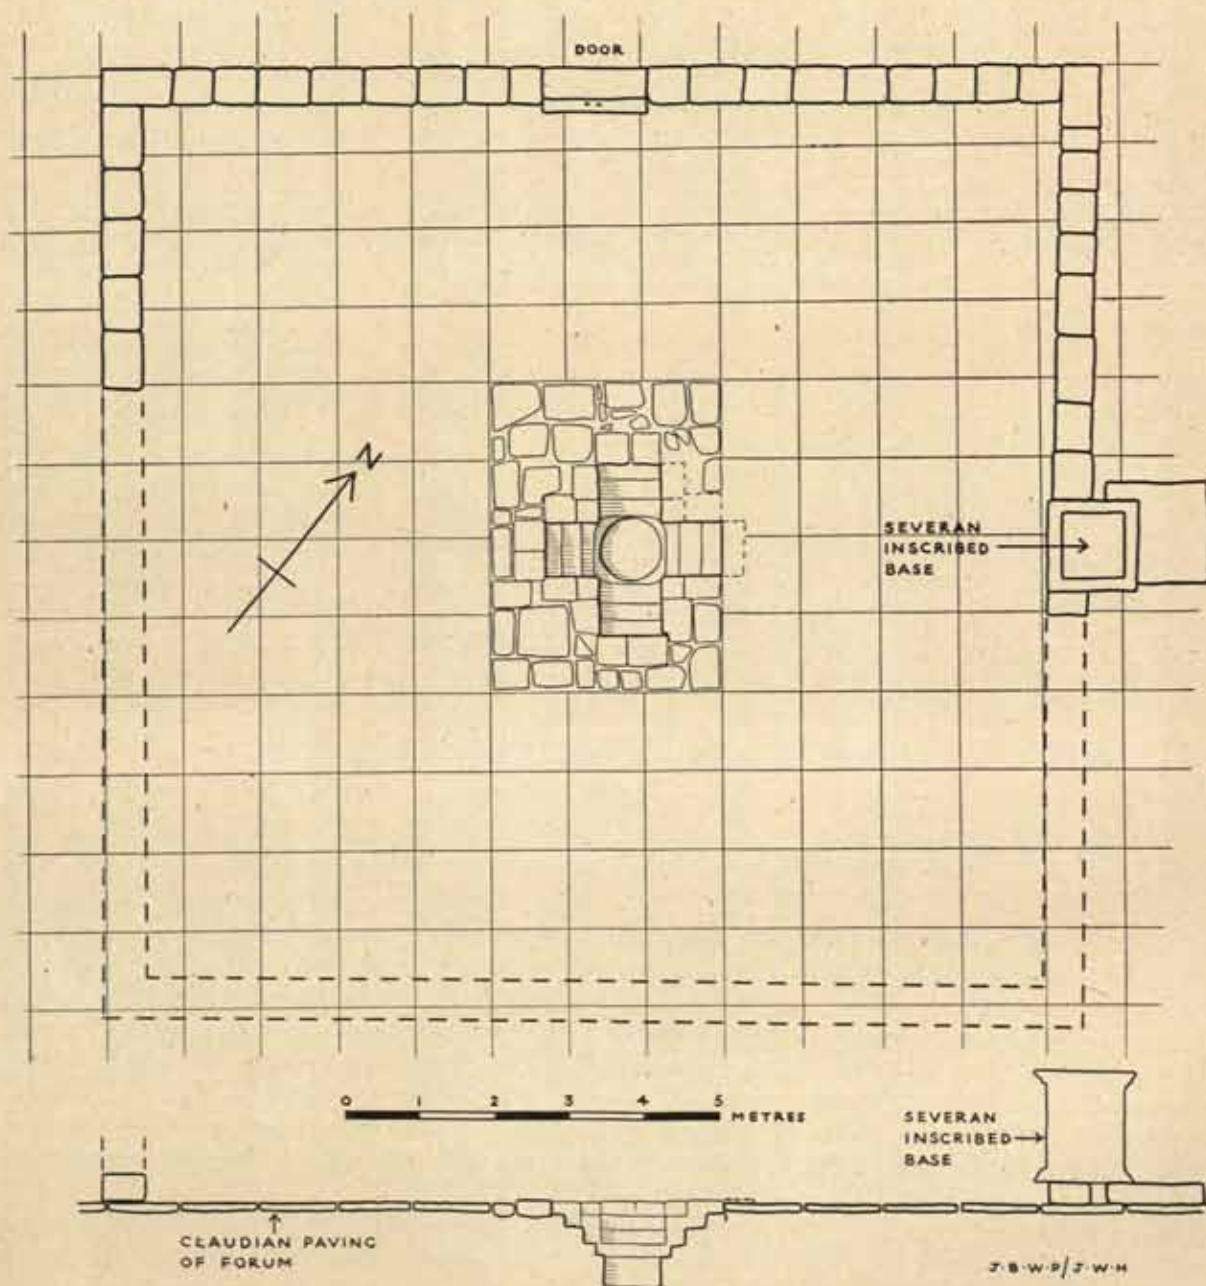 DOOR
N
SEVERAN
INSCRIBED
BASE
0 1 2 3 4 5 METRES
SEVERAN
INSCRIBED
BASE
CLAUDIAN PAVING
OF FORUM
J·B·W·P/J·W·H